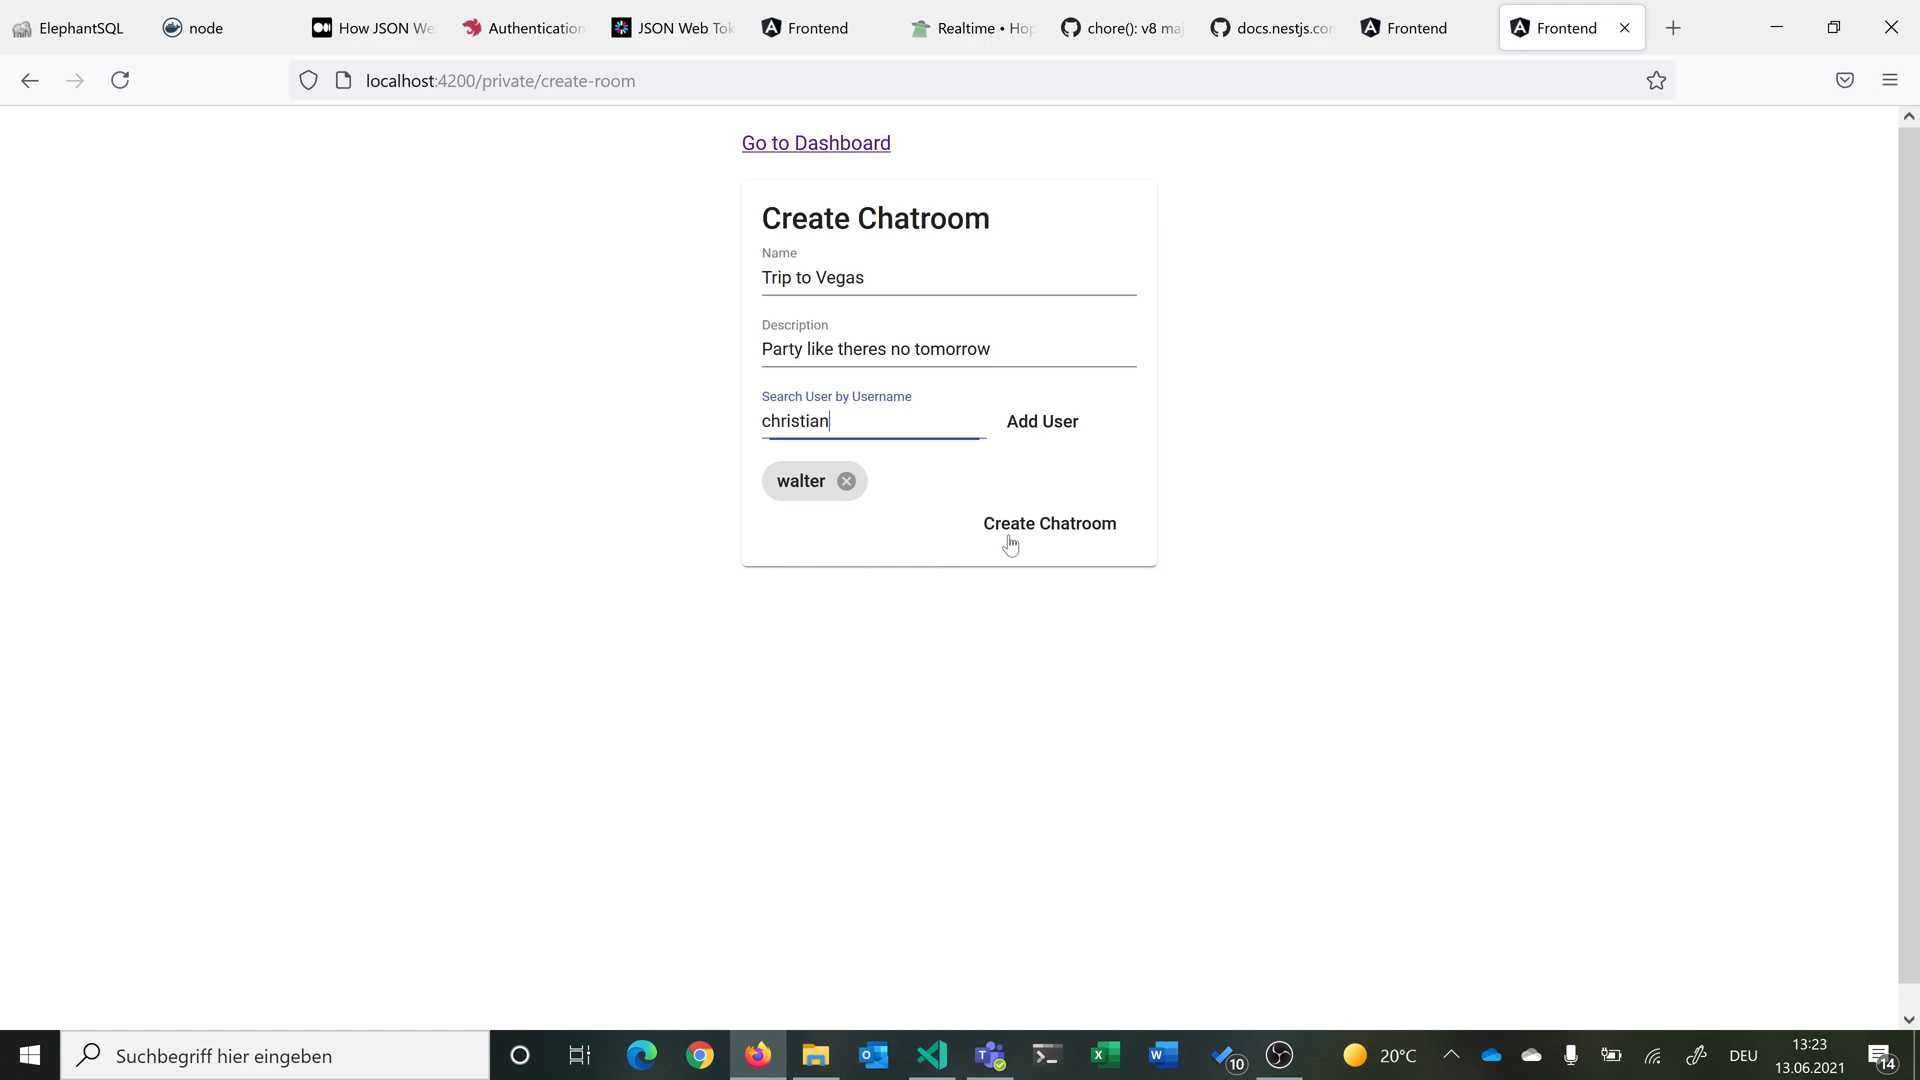 ElephantSQL
node
How JSON We
Authentication
JSON Web Tok
Frontend
Realtime • Hop
chore(): v8 maj
docs.nestjs.com
Frontend
Frontend
localhost:4200/private/create-room
Go to Dashboard
Create Chatroom
Name
Trip to Vegas
Description
Party like theres no tomorrow
Search User by Username
christian
Add User
walter
Create Chatroom
Suchbegriff hier eingeben
10
20°C
DEU
13:23
13.06.2021
14